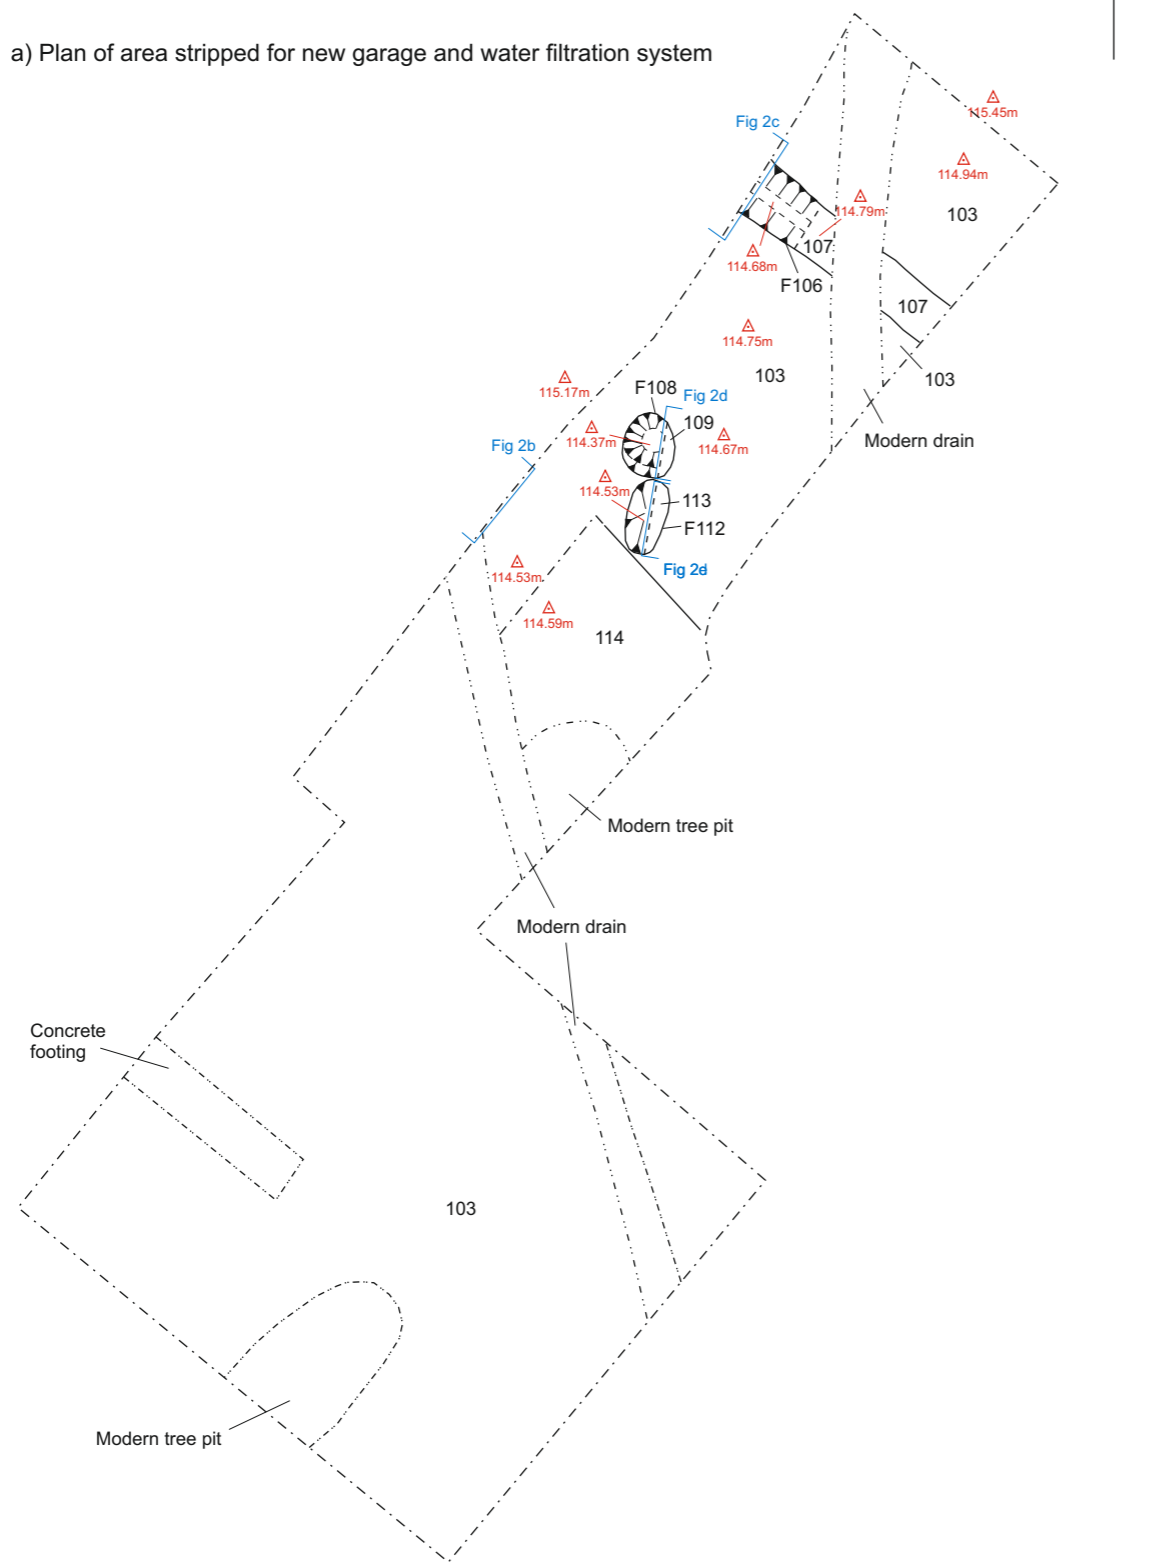 a) Plan of area stripped for new garage and water filtration system
115.45m
Fig 2c
114.94m
114.79m
103
107
114.68m
F106
107
114.75m
103
103
115.17m
F108
Fig 2d
109
114.37m
114.67m
Modern drain
Fig 2b
114.53m
113
F112
114.53m
114.59m
114
Modern tree pit
Modern drain
Concrete
footing
103
Modern tree pit